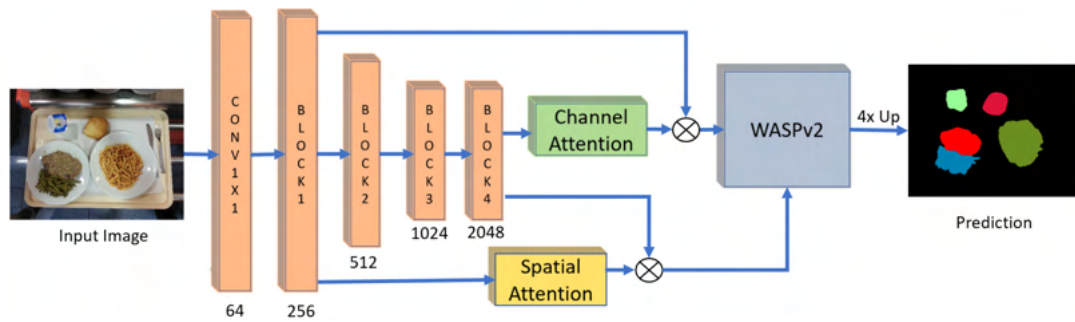 CONV1X1
BLOCK1
BLOCK2
BLOCK3
BLOCK4
Channel
Attention
WASPv2
4x Up
Input Image
64
256
512
1024
2048
Spatial
Attention
Prediction